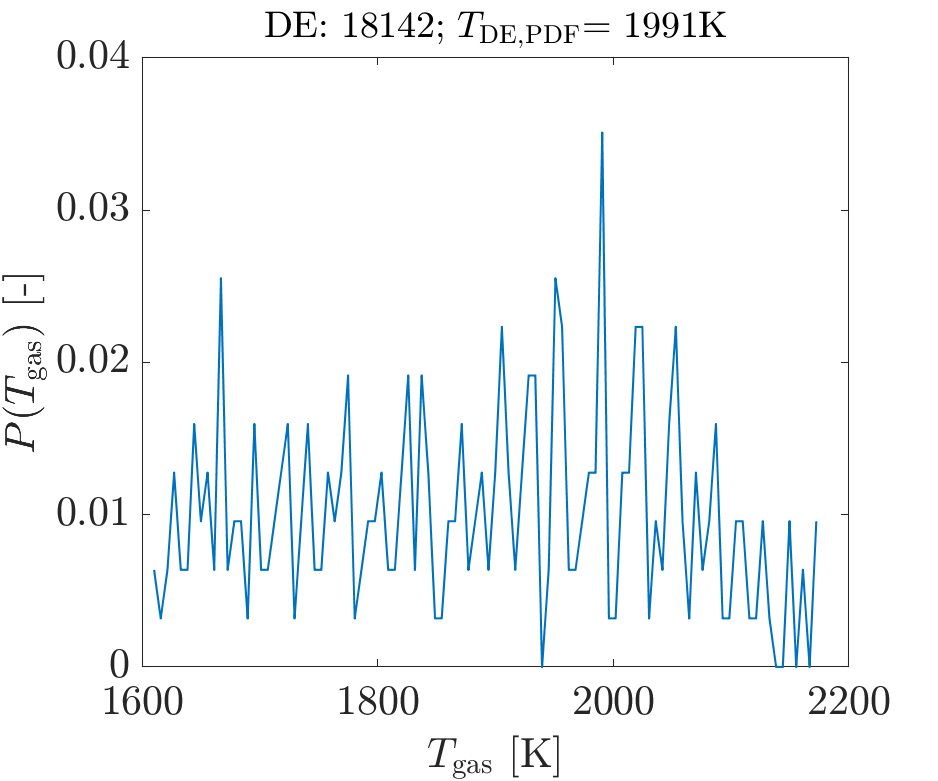 DE: 18142; T_DE,PDF= 1991K
0.04
0.03
0.02
0.01
0
P(T_gas) [-]
1600 1800 2000 2200
T_gas [K]